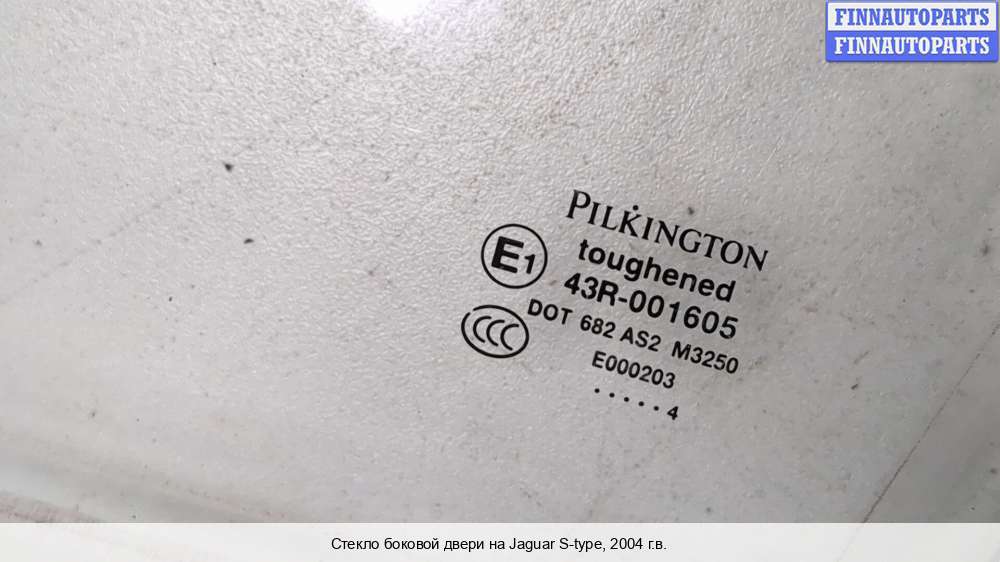 FINNAUTOPARTS
FINNAUTOPARTS
PILKINGTON
E1
toughened
43R-001605
CCC
DOT 682 AS2 M3250
E000203
.....4
Стекло боковой двери на Jaguar S-type, 2004 г.в.